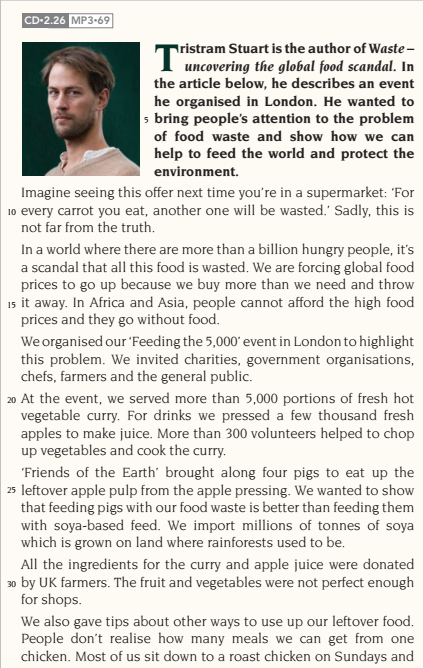 CD•2.26 MP3•69
Tristram Stuart is the author of Waste –
uncovering the global food scandal. In
the article below, he describes an event
he organised in London. He wanted to
5 bring people's attention to the problem
of food waste and show how we can
help to feed the world and protect the
environment.
Imagine seeing this offer next time you're in a supermarket: 'For
10 every carrot you eat, another one will be wasted.' Sadly, this is
not far from the truth.
In a world where there are more than a billion hungry people, it's
a scandal that all this food is wasted. We are forcing global food
prices to go up because we buy more than we need and throw
15 it away. In Africa and Asia, people cannot afford the high food
prices and they go without food.
We organised our 'Feeding the 5,000' event in London to highlight
this problem. We invited charities, government organisations,
chefs, farmers and the general public.
20 At the event, we served more than 5,000 portions of fresh hot
vegetable curry. For drinks we pressed a few thousand fresh
apples to make juice. More than 300 volunteers helped to chop
up vegetables and cook the curry.
'Friends of the Earth' brought along four pigs to eat up the
25 leftover apple pulp from the apple pressing. We wanted to show
that feeding pigs with our food waste is better than feeding them
with soya-based feed. We import millions of tonnes of soya
which is grown on land where rainforests used to be.
All the ingredients for the curry and apple juice were donated
30 by UK farmers. The fruit and vegetables were not perfect enough
for shops.
We also gave tips about other ways to use up our leftover food.
People don't realise how many meals we can get from one
chicken. Most of us sit down to a roast chicken on Sundays and